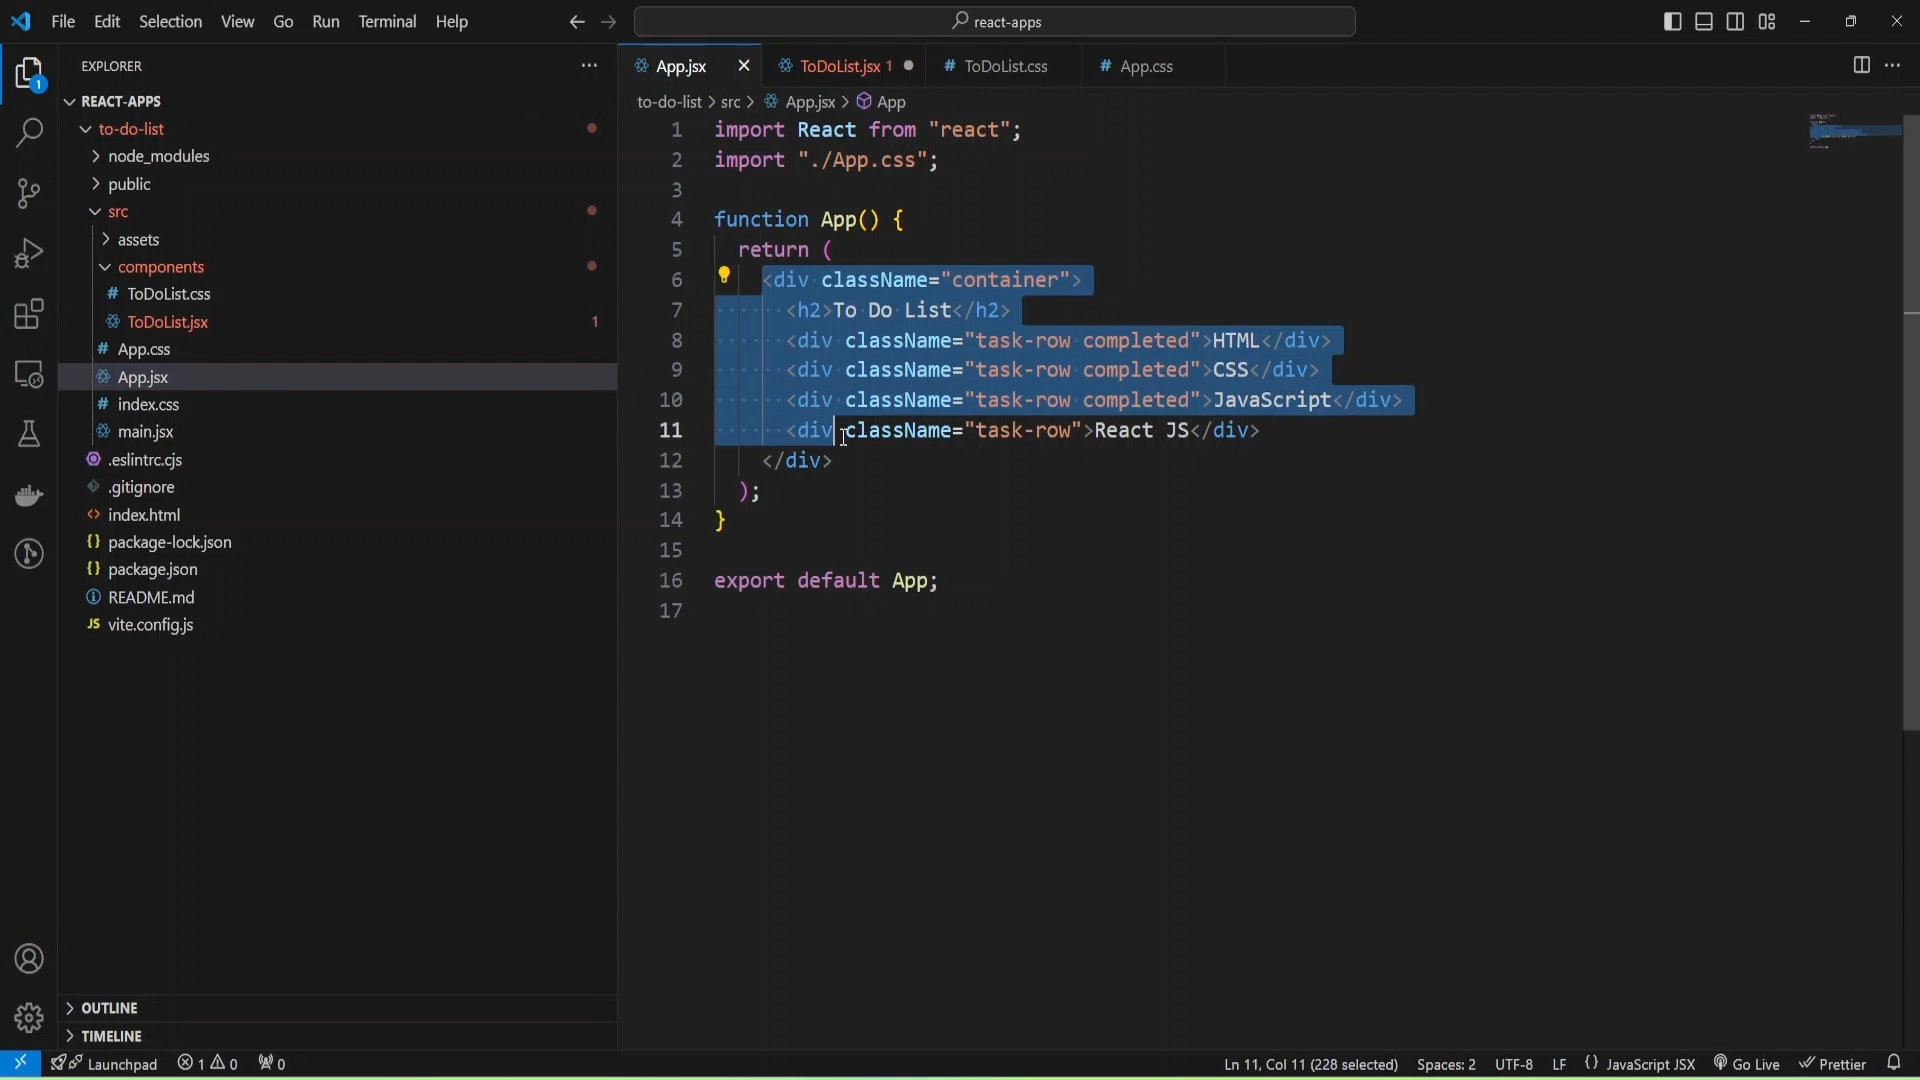 File Edit Selection View Go Run Terminal Help
react-apps
EXPLORER
REACT-APPS
to-do-list
node_modules
public
src
assets
components
# ToDoList.css
ToDoList.jsx 1
# App.css
App.jsx
# index.css
main.jsx
.eslintrc.cjs
.gitignore
<> index.html
{} package-lock.json
{} package.json
README.md
JS vite.config.js
OUTLINE
TIMELINE
App.jsx ToDoList.jsx 1 # ToDoList.css # App.css
to-do-list > src > App.jsx > App
1 import React from "react";
2 import "./App.css";
3
4 function App() {
5 return (
6 <div className="container">
7 <h2>To Do List</h2>
8 <div className="task-row completed">HTML</div>
9 <div className="task-row completed">CSS</div>
10 <div className="task-row completed">JavaScript</div>
11 <div className="task-row">React JS</div>
12 </div>
13 );
14 }
15
16 export default App;
17
1
Launchpad 1 0 0
Ln 11, Col 11 (228 selected) Spaces: 2 UTF-8 LF {} JavaScript JSX Go Live Prettier